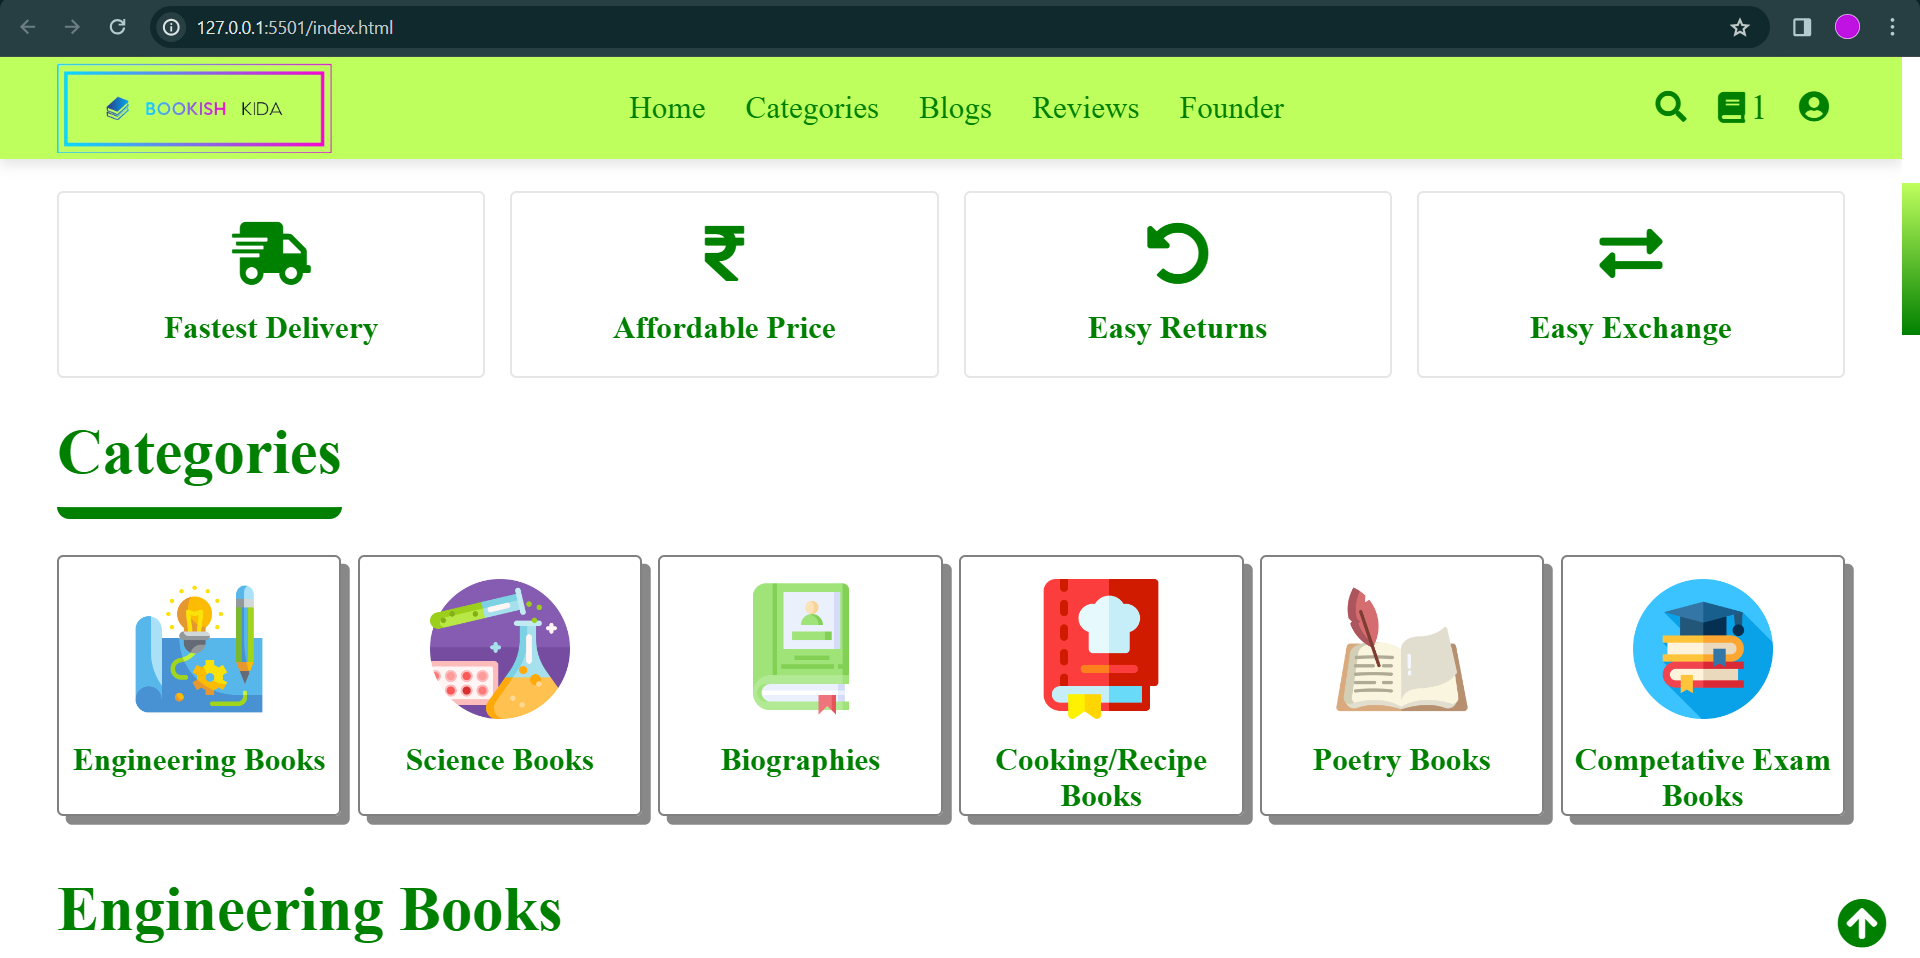 127.0.0.1:5501/index.html
BOOKISH KIDA
Home Categories Blogs Reviews Founder
1
Fastest Delivery
Affordable Price
Easy Returns
Easy Exchange
Categories
Engineering Books
Science Books
Biographies
Cooking/Recipe
Books
Poetry Books
Competative Exam
Books
Engineering Books